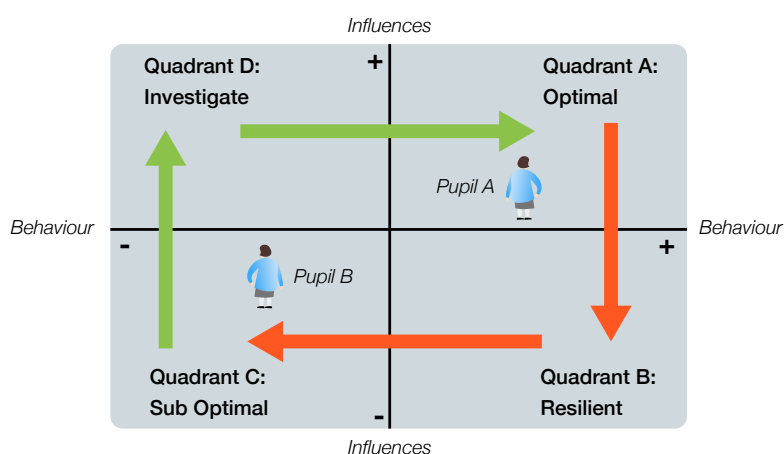 Influences
Quadrant D:
Investigate
+
Quadrant A:
Optimal
Pupil A
Behaviour
-
+
Behaviour
Pupil B
Quadrant C:
Sub Optimal
-
Quadrant B:
Resilient
Influences